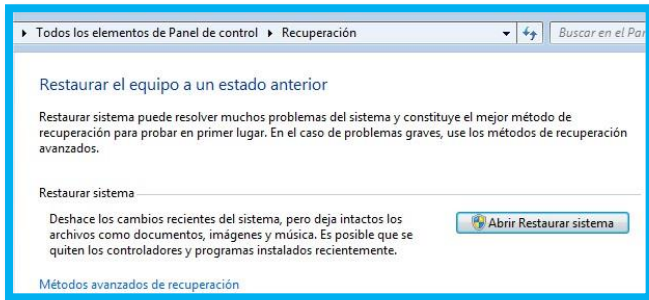 Todos los elementos de Panel de control ▸ Recuperación
Buscar en el Par
Restaurar el equipo a un estado anterior
Restaurar sistema puede resolver muchos problemas del sistema y constituye el mejor método de
recuperación para probar en primer lugar. En el caso de problemas graves, use los métodos de recuperación
avanzados.
Restaurar sistema
Deshace los cambios recientes del sistema, pero deja intactos los
archivos como documentos, imágenes y música. Es posible que se
quiten los controladores y programas instalados recientemente.
Abrir Restaurar sistema
Métodos avanzados de recuperación